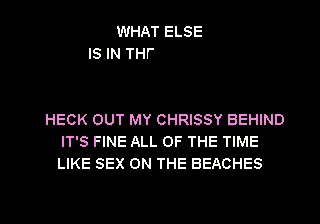 WHAT ELSE
IS IN TH
HECK OUT MY CHRISSY BEHIND
IT'S FINE ALL OF THE TIME
LIKE SEX ON THE BEACHES